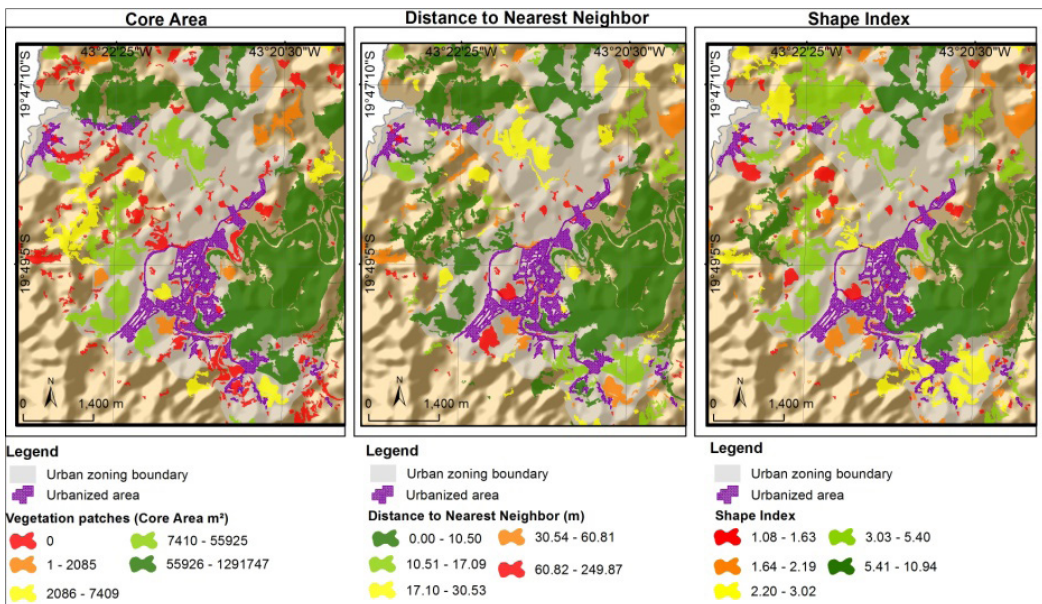 Core Area
43°22'25"W
43°20'30"W
19°47'10"S
19°49'5"S
N
0
1,400 m
Legend
Urban zoning boundary
Urbanized area
Vegetation patches (Core Area m²)
0
1 - 2085
2086 - 7409
7410 - 55925
55926 - 1291747
Distance to Nearest Neighbor
43°22'25"W
43°20'30"W
19°47'10"S
19°49'5"S
N
0
1,400 m
Legend
Urban zoning boundary
Urbanized area
Distance to Nearest Neighbor (m)
0.00 - 10.50
10.51 - 17.09
17.10 - 30.53
30.54 - 60.81
60.82 - 249.87
Shape Index
43°22'25"W
43°20'30"W
19°47'10"S
19°49'5"S
N
0
1,400 m
Legend
Urban zoning boundary
Urbanized area
Shape Index
1.08 - 1.63
1.64 - 2.19
2.20 - 3.02
3.03 - 5.40
5.41 - 10.94